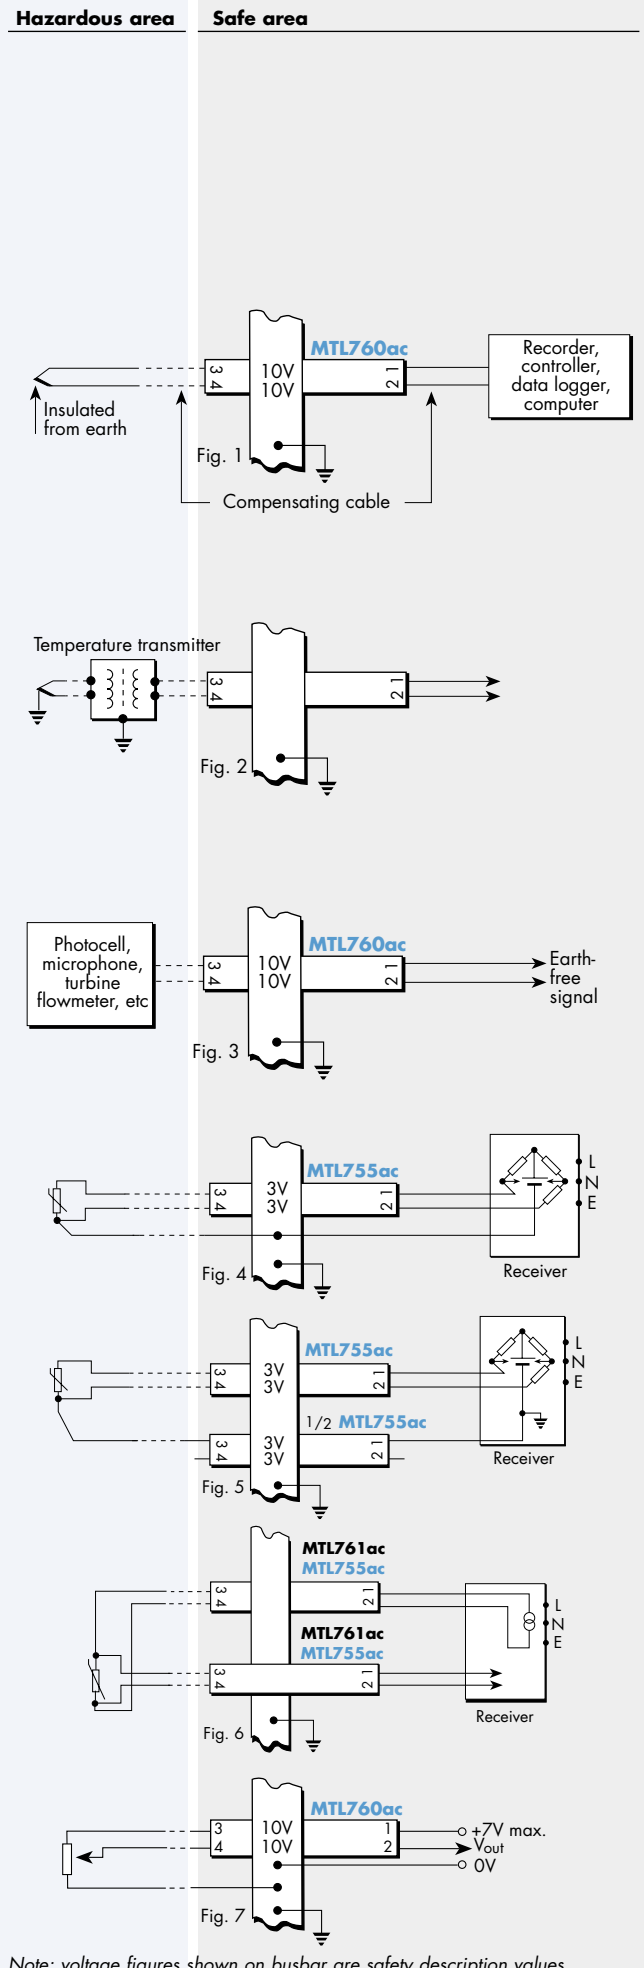 Hazardous area
Safe area
MTL760ac
3
4
10V
10V
1
2
Recorder,
controller,
data logger,
computer
Insulated
from earth
Fig. 1
Compensating cable
Temperature transmitter
3
4
1
2
Fig. 2
MTL760ac
Photocell,
microphone,
turbine
flowmeter, etc
3
4
10V
10V
1
2
Earth-
free
signal
Fig. 3
MTL755ac
3
4
3V
3V
1
2
L
N
E
Fig. 4
Receiver
MTL755ac
3
4
3V
3V
1
2
L
N
E
1/2 MTL755ac
3
4
3V
3V
1
2
Receiver
Fig. 5
MTL761ac
MTL755ac
3
4
1
2
L
N
E
MTL761ac
MTL755ac
3
4
1
2
Receiver
Fig. 6
MTL760ac
3
4
10V
10V
1
2
+7V max.
Vout
0V
Fig. 7
Note: voltage figures shown on busbar are safety description values